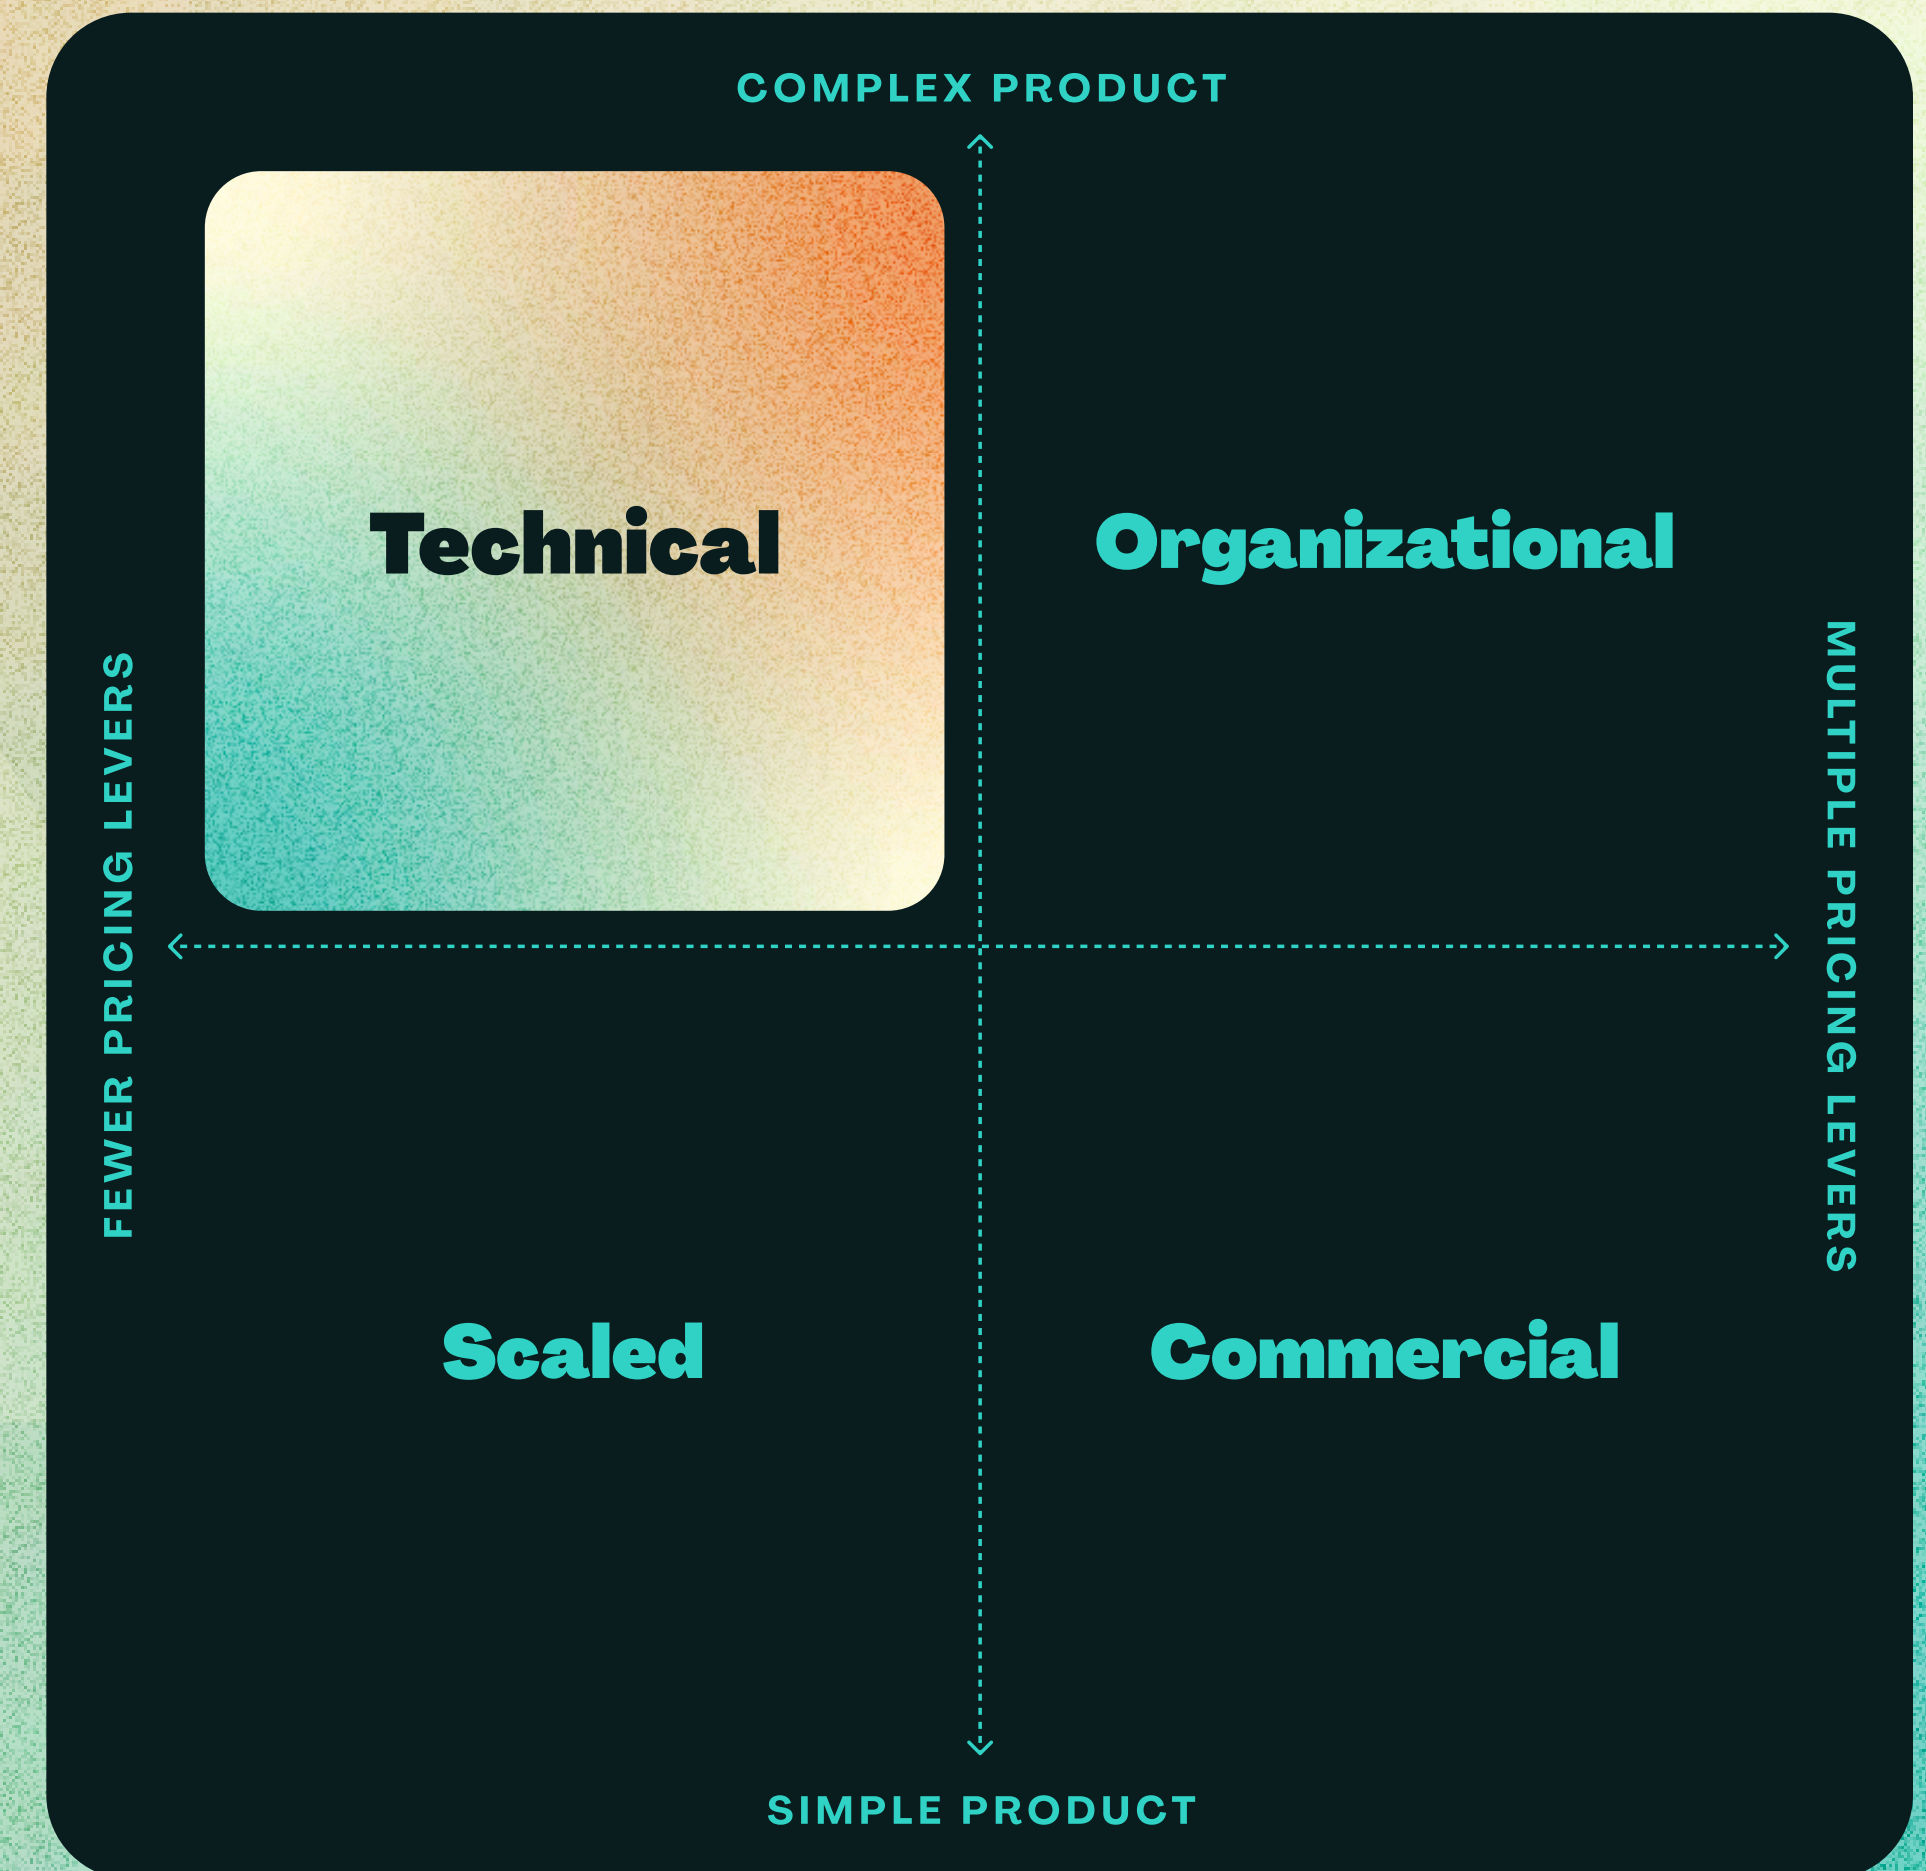 COMPLEX PRODUCT
Technical
Organizational
FEWER PRICING LEVERS
MULTIPLE PRICING LEVERS
Scaled
Commercial
SIMPLE PRODUCT